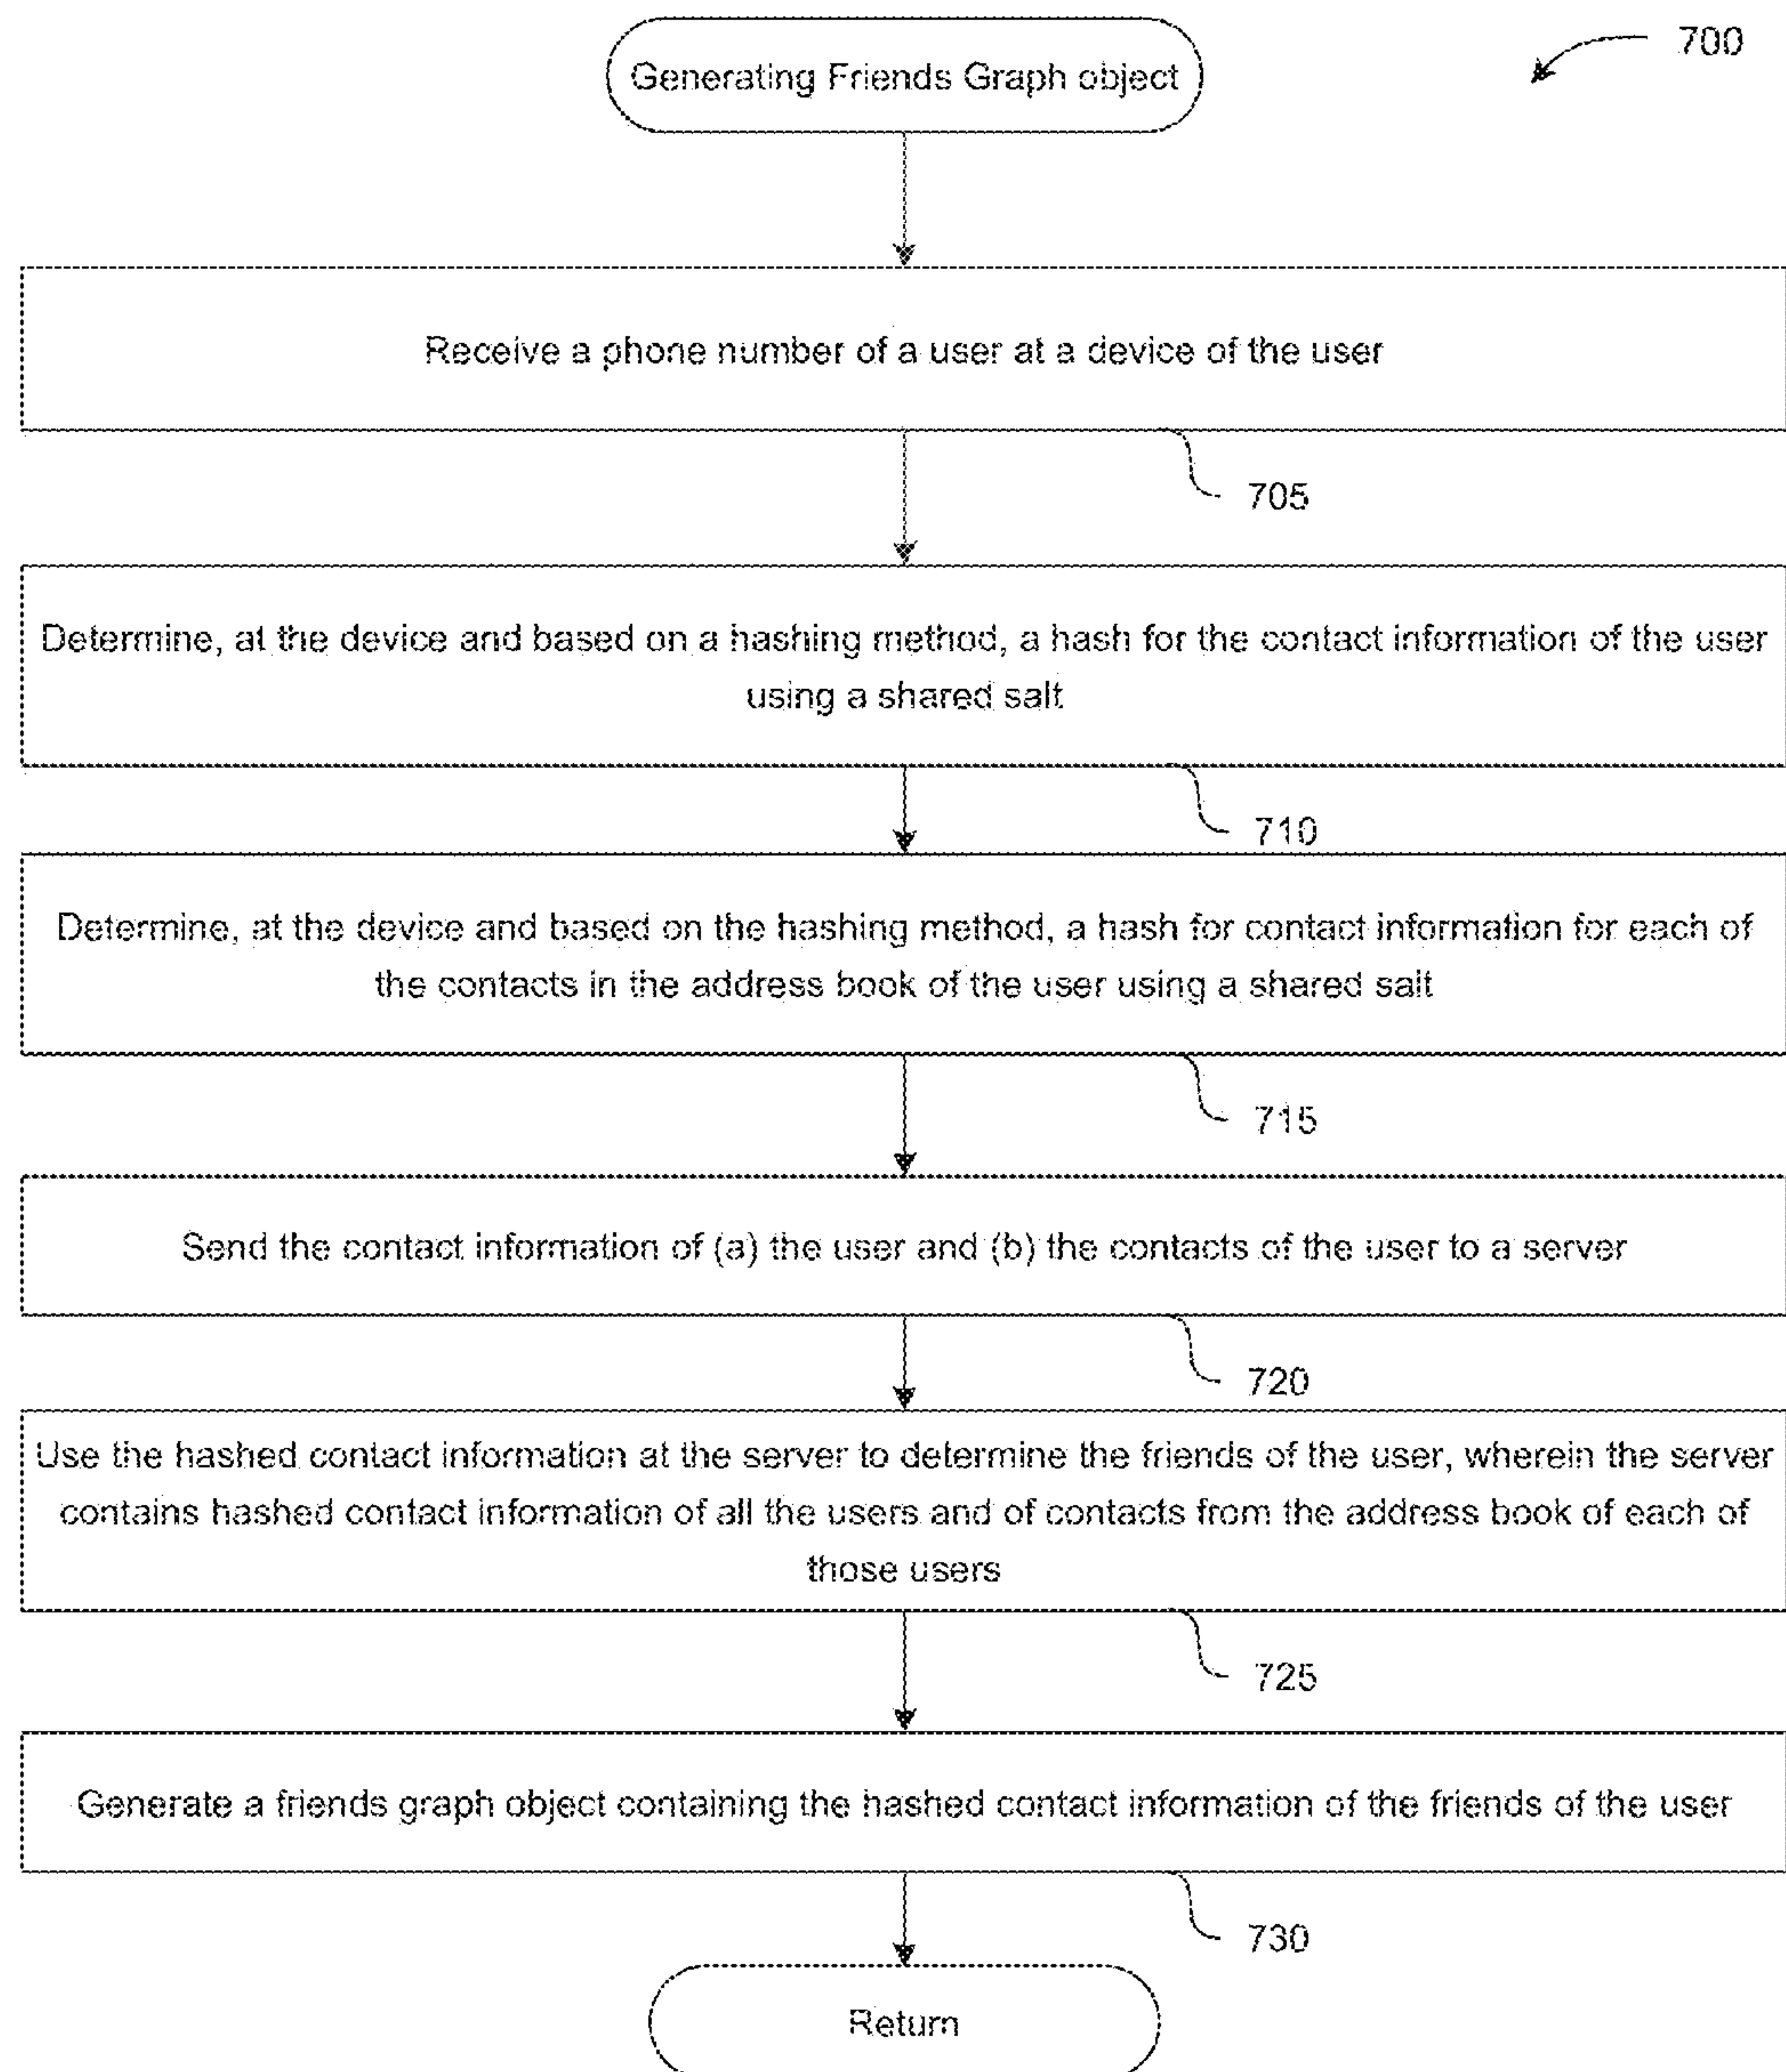 Generating Friends Graph object
700
Receive a phone number of a user at a device of the user
705
Determine, at the device and based on a hashing method, a hash for the contact information of the user
using a shared salt
710
Determine, at the device and based on the hashing method, a hash for contact information for each of
the contacts in the address book of the user using a shared salt
715
Send the contact information of (a) the user and (b) the contacts of the user to a server
720
Use the hashed contact information at the server to determine the friends of the user, wherein the server
contains hashed contact information of all the users and of contacts from the address book of each of
those users
725
Generate a friends graph object containing the hashed contact information of the friends of the user
730
Return